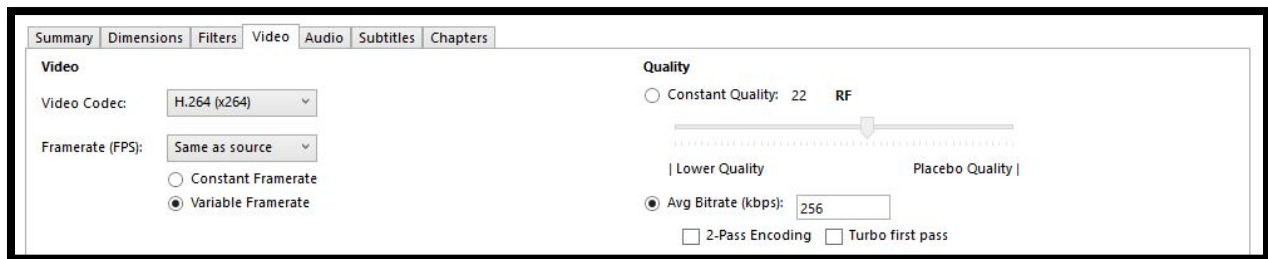 Summary Dimensions Filters Video Audio Subtitles Chapters
Video
Video Codec: H.264 (x264)
Framerate (FPS): Same as source
Constant Framerate
Variable Framerate
Quality
Constant Quality: 22 RF
| Lower Quality Placebo Quality |
Avg Bitrate (kbps): 256
2-Pass Encoding Turbo first pass